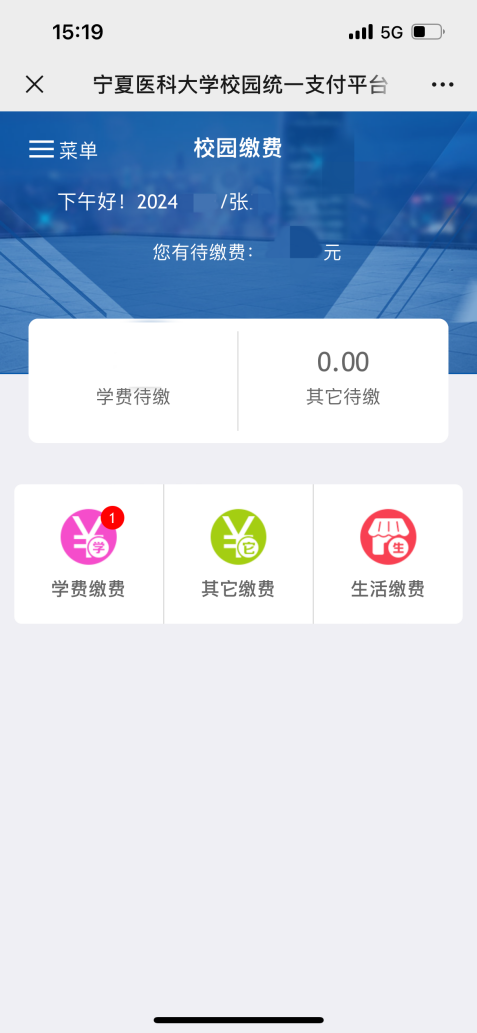 15:19
5G
宁夏医科大学校园统一支付平台
菜单
校园缴费
下午好！2024 /张
您有待缴费： 元
0.00
学费待缴
其它待缴
学
1
它
生
学费缴费
其它缴费
生活缴费